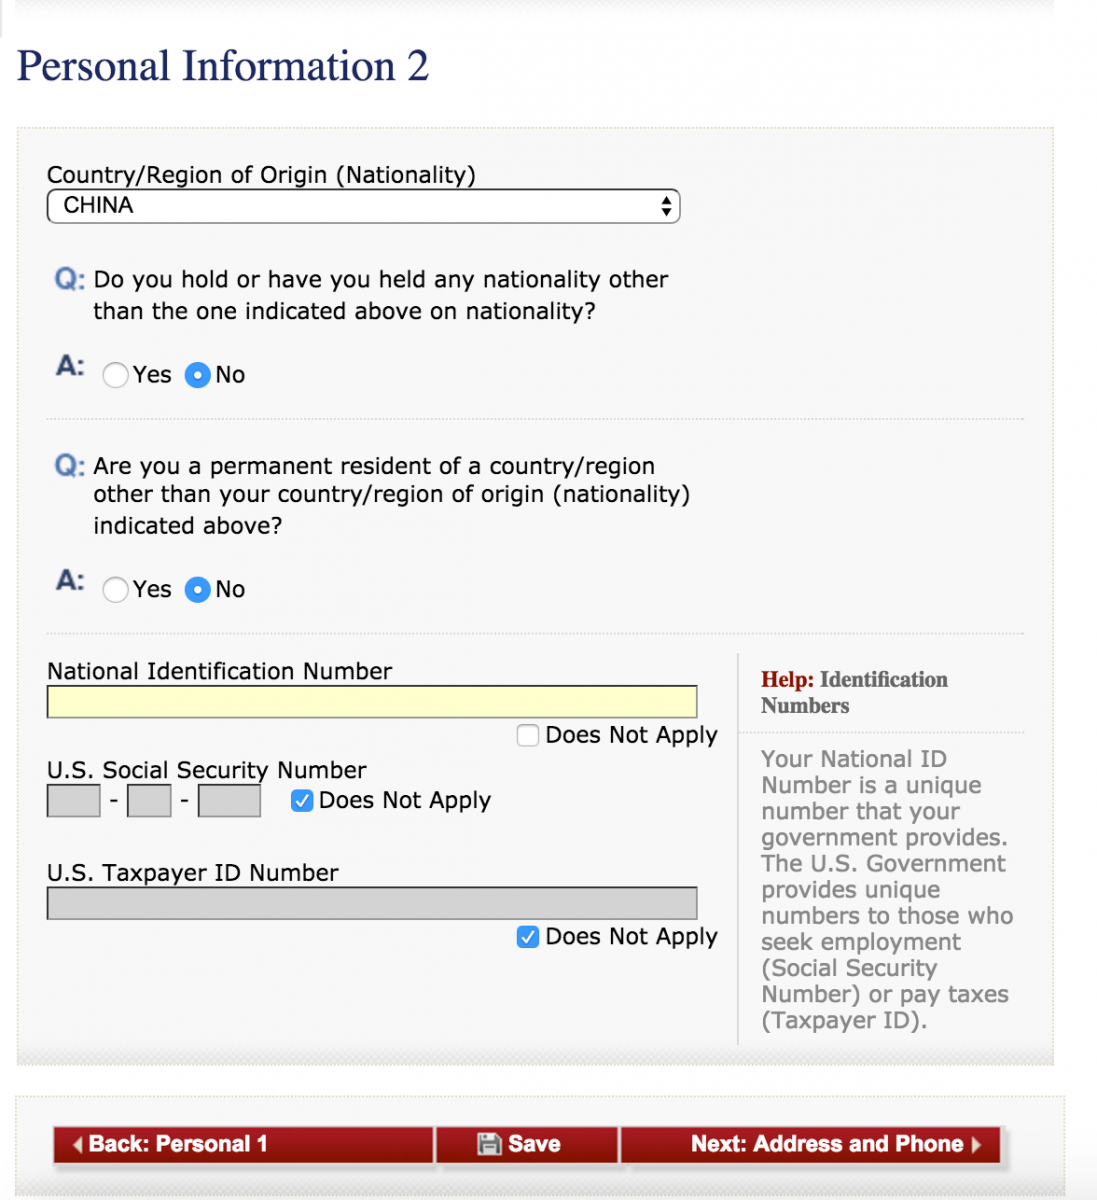 Personal Information 2
Country/Region of Origin (Nationality)
CHINA
Q: Do you hold or have you held any nationality other
than the one indicated above on nationality?
A: Yes No
Q: Are you a permanent resident of a country/region
other than your country/region of origin (nationality)
indicated above?
A: Yes No
National Identification Number
Does Not Apply
U.S. Social Security Number
- - Does Not Apply
U.S. Taxpayer ID Number
Does Not Apply
Help: Identification
Numbers
Your National ID
Number is a unique
number that your
government provides.
The U.S. Government
provides unique
numbers to those who
seek employment
(Social Security
Number) or pay taxes
(Taxpayer ID).
Back: Personal 1
Save
Next: Address and Phone